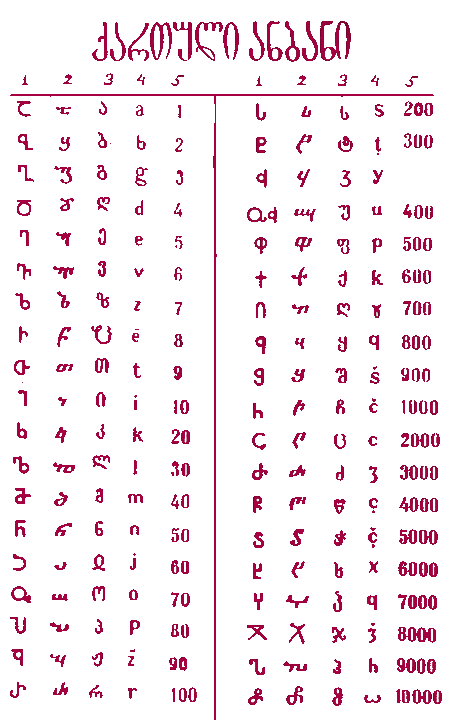 ქართული ანბანი
1 2 3 4 5
Ⴀ ⴀ ა a 1
Ⴁ ⴁ ბ b 2
Ⴂ ⴂ გ g 3
Ⴃ ⴃ დ d 4
Ⴄ ⴄ ე e 5
Ⴅ ⴅ ვ v 6
Ⴆ ⴆ ზ z 7
Ⴡ ⴡ ჱ ē 8
Ⴇ ⴇ თ t 9
Ⴈ ⴈ ი i 10
Ⴉ ⴉ კ k 20
Ⴊ ⴊ ლ l 30
Ⴋ ⴋ მ m 40
Ⴌ ⴌ ნ n 50
Ⴢ ⴢ ჲ j 60
Ⴍ ⴍ ო o 70
Ⴎ ⴎ პ p 80
Ⴏ ⴏ ჟ ž 90
Ⴐ ⴐ რ r 100
1 2 3 4 5
Ⴑ ⴑ ს s 200
Ⴒ ⴒ ტ ṭ 300
Ⴣ ⴣ ჳ y
ႭჃ ⴍⴣ უ u 400
Ⴔ ⴔ ფ p 500
Ⴕ ⴕ ქ k 600
Ⴖ ⴖ ღ ɣ 700
Ⴗ ⴗ ყ q 800
Ⴘ ⴘ შ š 900
Ⴙ ⴙ ჩ č 1000
Ⴚ ⴚ ც c 2000
Ⴛ ⴛ ძ ʒ 3000
Ⴜ ⴜ წ c̣ 4000
Ⴝ ⴝ ჭ č̣ 5000
Ⴞ ⴞ ხ x 6000
Ⴤ ⴤ ჴ q 7000
Ⴟ ⴟ ჯ ǯ 8000
Ⴠ ⴠ ჰ h 9000
Ⴥ ⴥ ჵ ω 10000